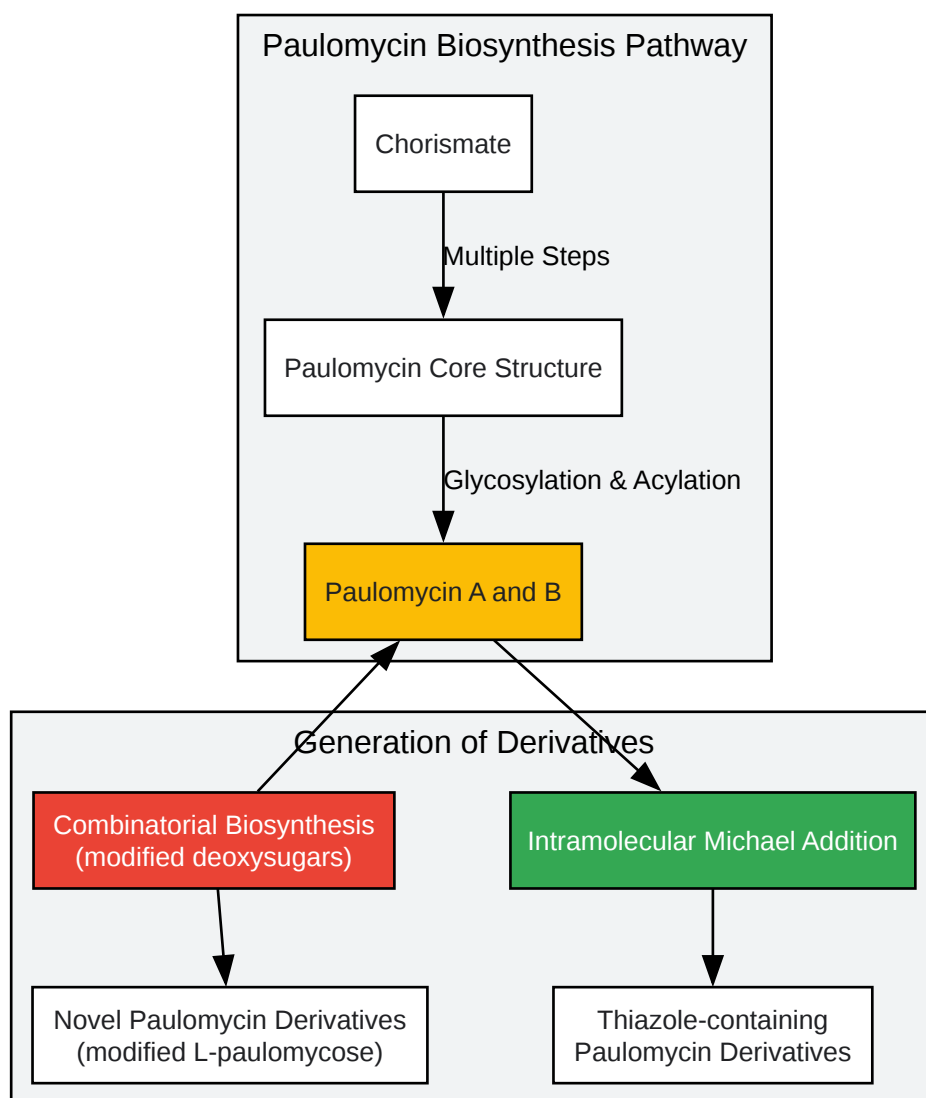 Paulomycin Biosynthesis Pathway
Chorismate
Multiple Steps
Paulomycin Core Structure
Glycosylation & Acylation
Paulomycin A and B
Generation of Derivatives
Combinatorial Biosynthesis
(modified deoxysugars)
Intramolecular Michael Addition
Novel Paulomycin Derivatives
(modified L-paulomycose)
Thiazole-containing
Paulomycin Derivatives